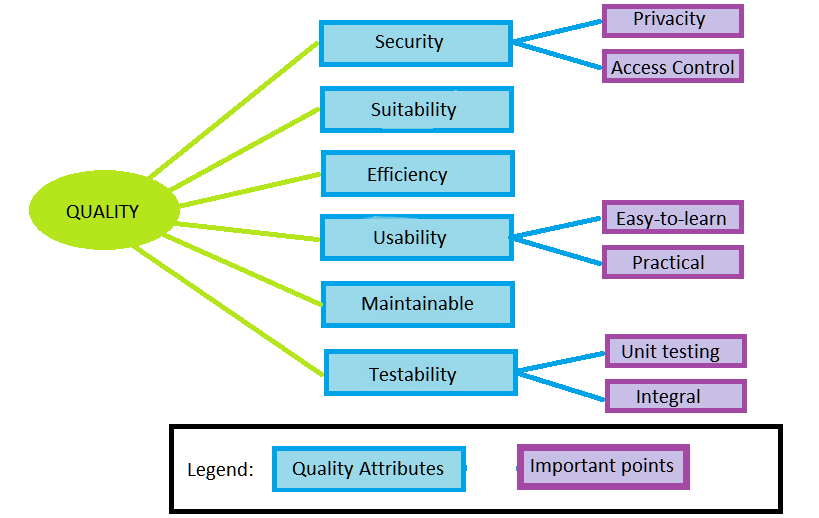 Privacity
Security
Access Control
Suitability
Efficiency
QUALITY
Easy-to-learn
Usability
Practical
Maintainable
Unit testing
Testability
Integral
Legend:
Quality Attributes
Important points